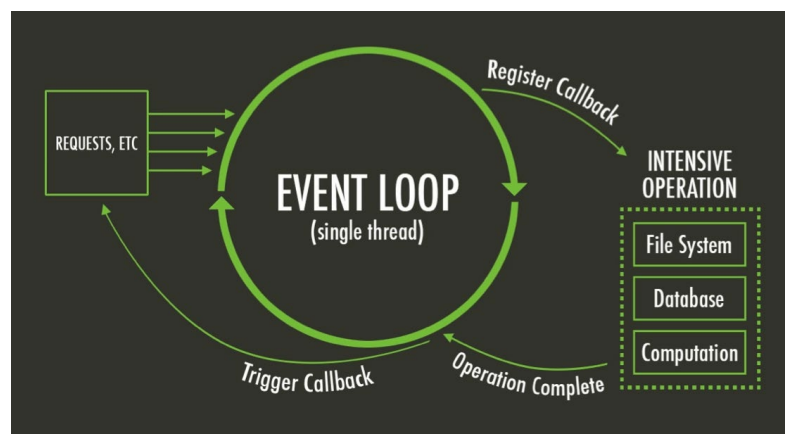 REQUESTS, ETC
EVENT LOOP
(single thread)
Register Callback
INTENSIVE
OPERATION
File System
Database
Computation
Operation Complete
Trigger Callback